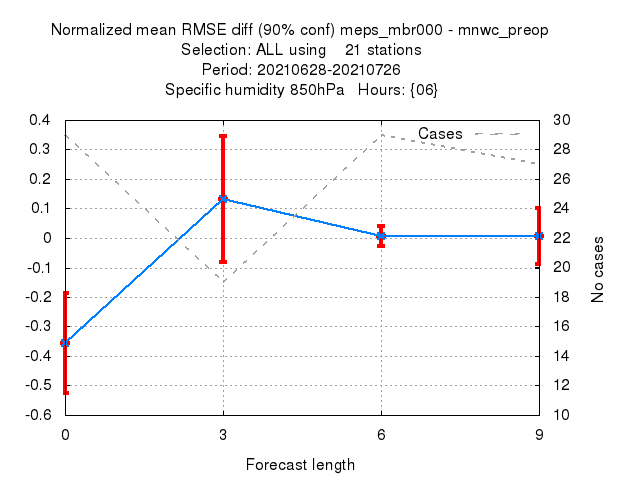 Normalized mean RMSE diff (90% conf) meps_mbr000 - mnwc_preop
Selection: ALL using    21 stations
Period: 20210628-20210726
Specific humidity 850hPa   Hours: {06}
Cases
0.4
0.3
0.2
0.1
0
-0.1
-0.2
-0.3
-0.4
-0.5
-0.6
30
28
26
24
22
20
18
16
14
12
10
No cases
0 3 6 9
Forecast length